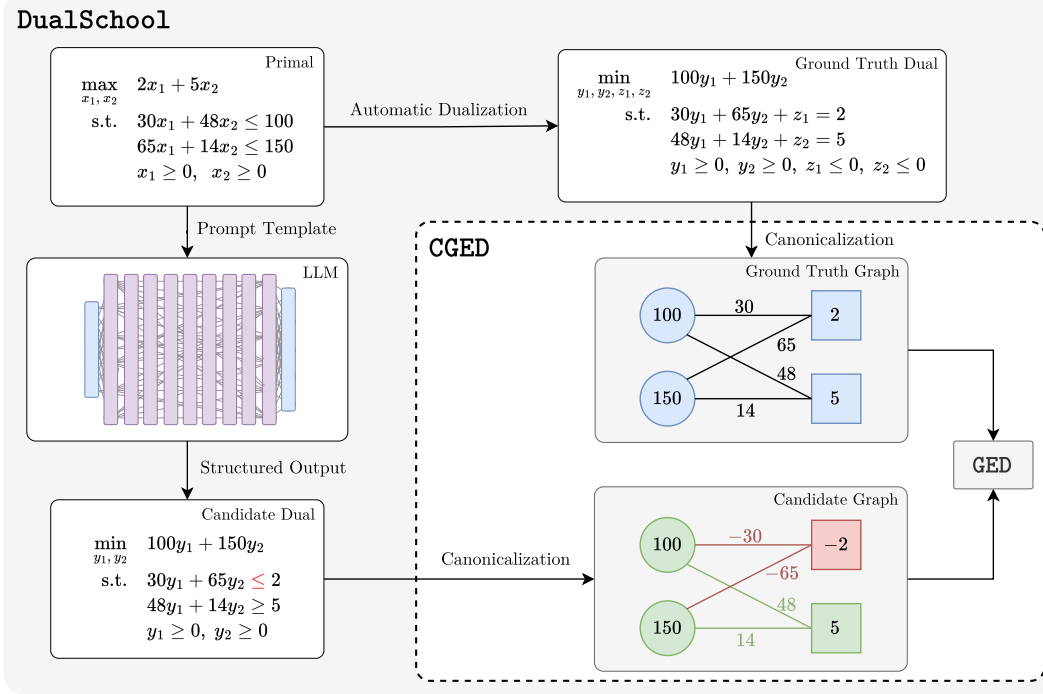 DualSchool
Primal
max 2x₁ + 5x₂
x₁, x₂
s.t. 30x₁ + 48x₂ ≤ 100
65x₁ + 14x₂ ≤ 150
x₁ ≥ 0, x₂ ≥ 0
Automatic Dualization
Ground Truth Dual
min 100y₁ + 150y₂
y₁, y₂, z₁, z₂
s.t. 30y₁ + 65y₂ + z₁ = 2
48y₁ + 14y₂ + z₂ = 5
y₁ ≥ 0, y₂ ≥ 0, z₁ ≤ 0, z₂ ≤ 0
Prompt Template
Canonicalization
LLM
CGED
Ground Truth Graph
100
30
2
65
48
150
14
5
GED
Structured Output
Candidate Dual
min 100y₁ + 150y₂
y₁, y₂
s.t. 30y₁ + 65y₂ ≤ 2
48y₁ + 14y₂ ≥ 5
y₁ ≥ 0, y₂ ≥ 0
Canonicalization
Candidate Graph
100
−30
−2
−65
48
150
14
5